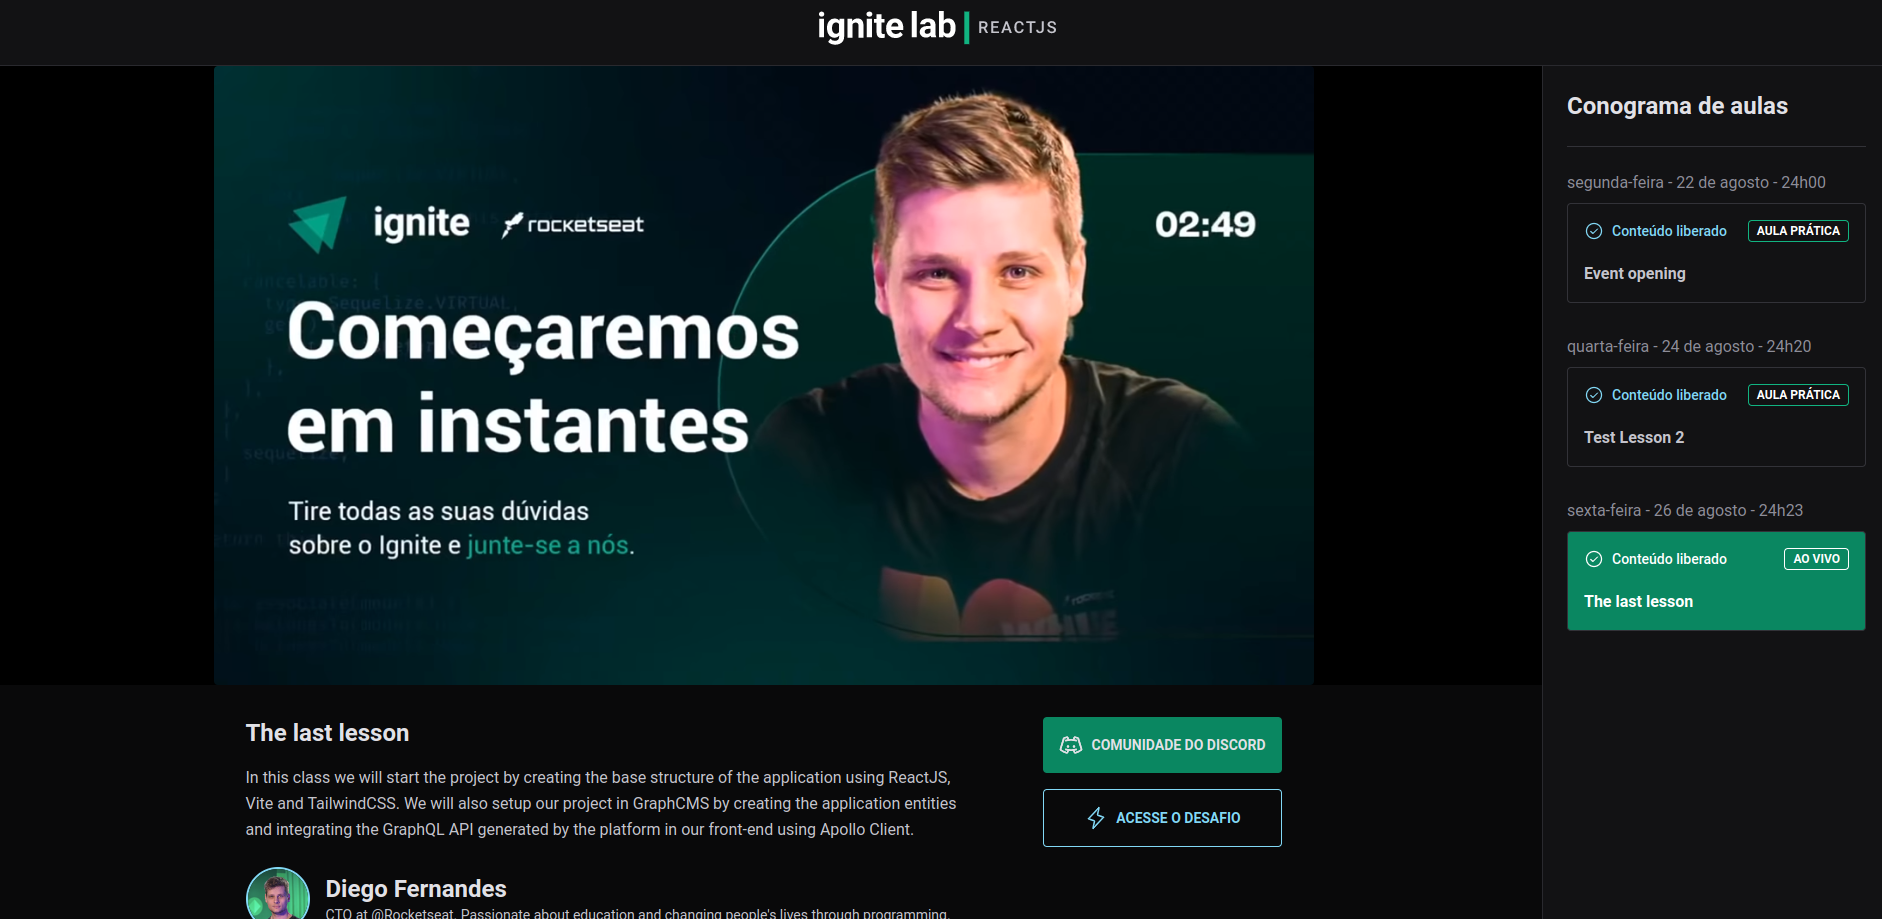 ignite lab | REACTJS
ignite rocketseat
02:49
Começaremos
em instantes
Tire todas as suas dúvidas
sobre o Ignite e junte-se a nós.
The last lesson
In this class we will start the project by creating the base structure of the application using ReactJS,
Vite and TailwindCSS. We will also setup our project in GraphCMS by creating the application entities
and integrating the GraphQL API generated by the platform in our front-end using Apollo Client.
Diego Fernandes
CTO at @Rocketseat. Passionate about education and changing people's lives through programming.
COMUNIDADE DO DISCORD
ACESSE O DESAFIO
Conograma de aulas
segunda-feira - 22 de agosto - 24h00
Conteúdo liberado AULA PRÁTICA
Event opening
quarta-feira - 24 de agosto - 24h20
Conteúdo liberado AULA PRÁTICA
Test Lesson 2
sexta-feira - 26 de agosto - 24h23
Conteúdo liberado AO VIVO
The last lesson